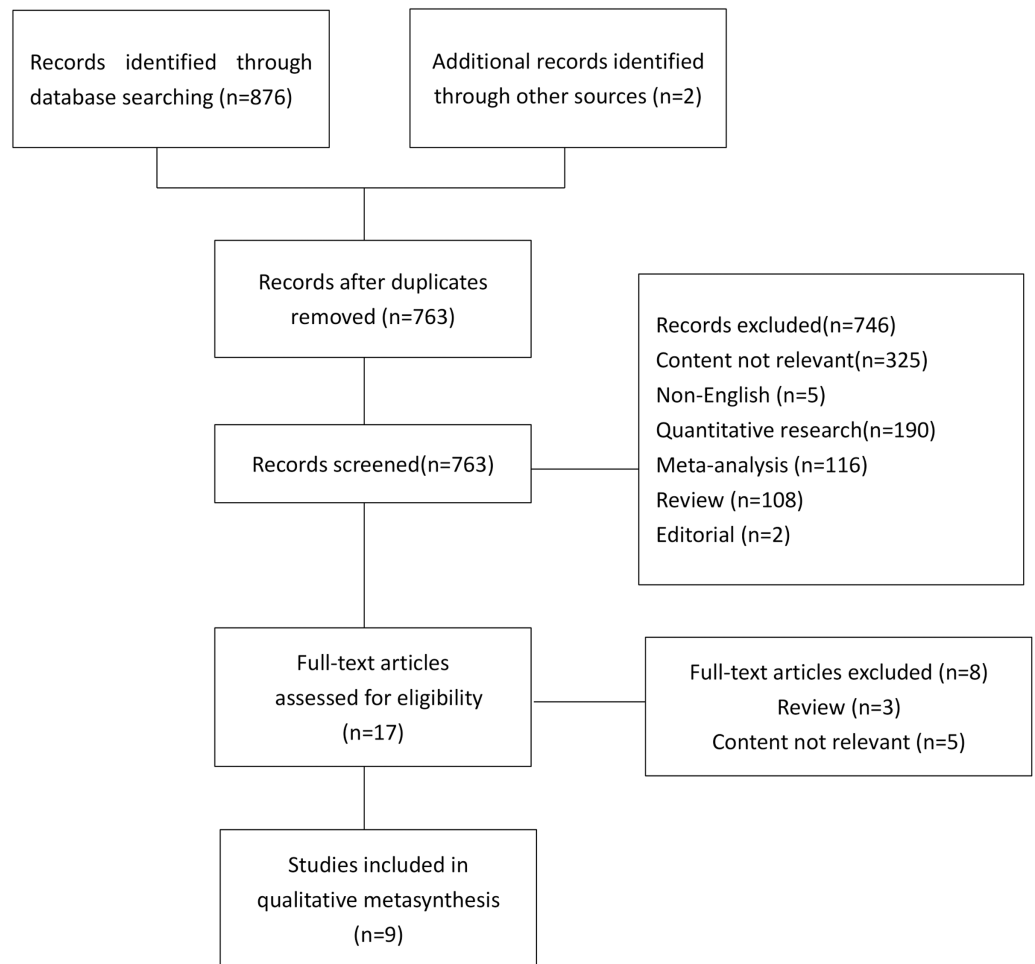 Records identified through
database searching (n=876)
Additional records identified
through other sources (n=2)
Records after duplicates
removed (n=763)
Records excluded(n=746)
Content not relevant(n=325)
Non-English (n=5)
Quantitative research(n=190)
Meta-analysis (n=116)
Review (n=108)
Editorial (n=2)
Records screened(n=763)
Full-text articles
assessed for eligibility
(n=17)
Full-text articles excluded (n=8)
Review (n=3)
Content not relevant (n=5)
Studies included in
qualitative metasynthesis
(n=9)